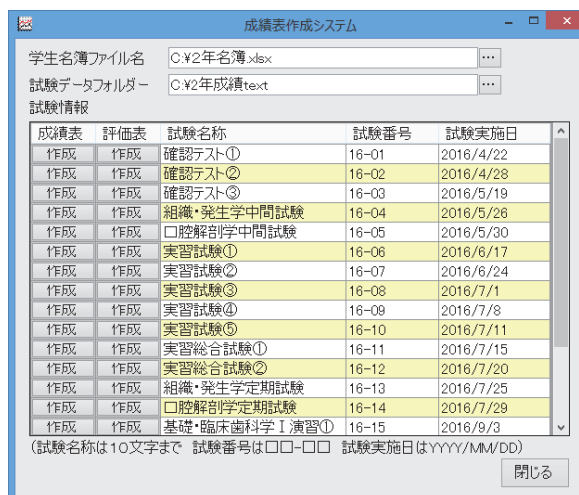 成績表作成システム
学生名簿ファイル名 C:¥2年名簿.xlsx ...
試験データフォルダー C:¥2年成績text ...
試験情報
成績表 評価表 試験名称 試験番号 試験実施日
作成 作成 確認テスト① 16-01 2016/4/22
作成 作成 確認テスト② 16-02 2016/4/28
作成 作成 確認テスト③ 16-03 2016/5/19
作成 作成 組織・発生学中間試験 16-04 2016/5/26
作成 作成 口腔解剖学中間試験 16-05 2016/5/30
作成 作成 実習試験① 16-06 2016/6/17
作成 作成 実習試験② 16-07 2016/6/24
作成 作成 実習試験③ 16-08 2016/7/1
作成 作成 実習試験④ 16-09 2016/7/8
作成 作成 実習試験⑤ 16-10 2016/7/11
作成 作成 実習総合試験① 16-11 2016/7/15
作成 作成 実習総合試験② 16-12 2016/7/20
作成 作成 組織・発生学定期試験 16-13 2016/7/25
作成 作成 口腔解剖学定期試験 16-14 2016/7/29
作成 作成 基礎・臨床歯科学Ⅰ演習① 16-15 2016/9/3
(試験名称は10文字まで 試験番号は□□-□□ 試験実施日はYYYY/MM/DD)
閉じる